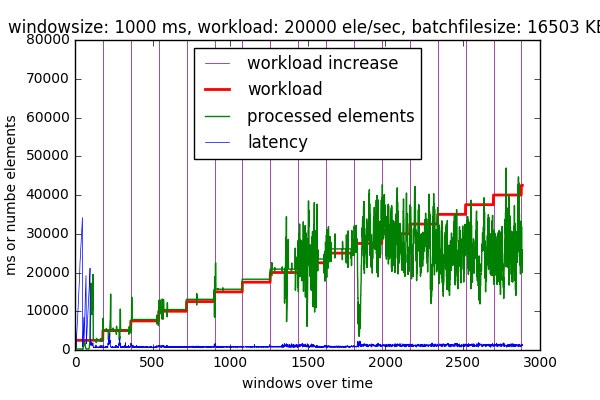 windowsize: 1000 ms, workload: 20000 ele/sec, batchfilesize: 16503 KE
80000
70000
60000
50000
40000
30000
20000
10000
0
ms or numbe elements
workload increase
workload
processed elements
latency
0 500 1000 1500 2000 2500 3000
windows over time